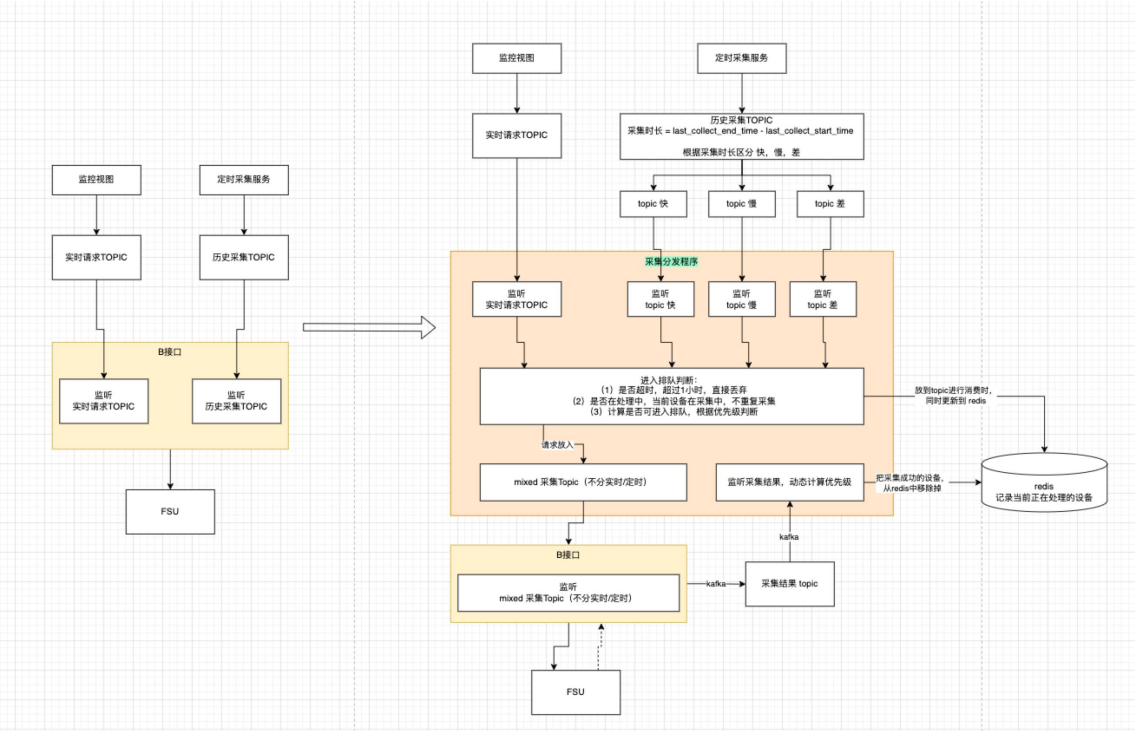 监控视图
定时采集服务
实时请求TOPIC
历史采集TOPIC
B接口
监听
实时请求TOPIC
监听
历史采集TOPIC
FSU
监控视图
定时采集服务
实时请求TOPIC
历史采集TOPIC
采集时长 = last_collect_end_time - last_collect_start_time
根据采集时长区分 快，慢，差
topic 快
topic 慢
topic 差
采集分发程序
监听
实时请求TOPIC
监听
topic 快
监听
topic 慢
监听
topic 差
进入排队判断：
（1）是否超时，超过1小时，直接丢弃
（2）是否在处理中，当前设备在采集中，不重复采集
（3）计算是否可进入排队，根据优先级判断
放到topic进行消费时，
同时更新到 redis
请求放入
mixed 采集Topic（不分实时/定时）
监听采集结果，动态计算优先级
把采集成功的设备，
从redis中移除掉
redis
记录当前正在处理的设备
kafka
B接口
监听
mixed 采集Topic（不分实时/定时）
kafka
采集结果 topic
FSU